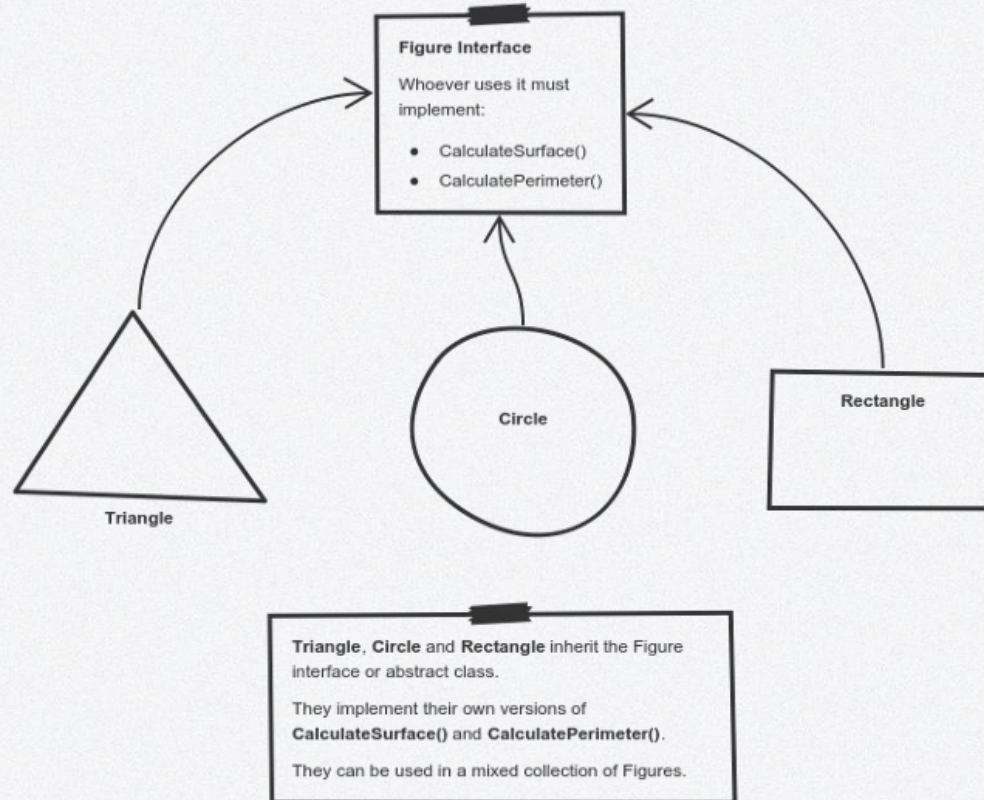 Figure Interface
Whoever uses it must
implement:
• CalculateSurface()
• CalculatePerimeter()
Circle
Rectangle
Triangle
Triangle, Circle and Rectangle inherit the Figure
interface or abstract class.
They implement their own versions of
CalculateSurface() and CalculatePerimeter().
They can be used in a mixed collection of Figures.